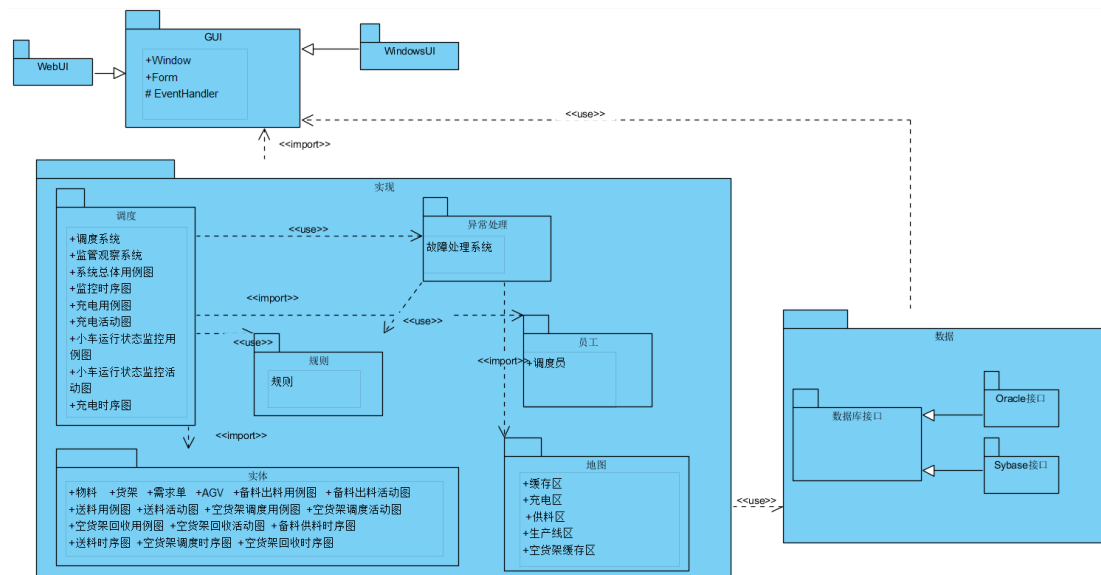 GUI
+Window
+Form
# EventHandler
WebUI
WindowsUI
<<use>>
<<import>>
实现
调度
+调度系统
+监管观察系统
+系统总体用例图
+监控时序图
+充电用例图
+充电活动图
+小车运行状态监控用
例图
+小车运行状态监控活
动图
+充电时序图
<<use>>
异常处理
故障处理系统
<<import>>
<<use>>
<<use>>
规则
规则
员工
+调度员
<<import>>
<<import>>
实体
+物料 +货架 +需求单 +AGV +备料出料用例图 +备料出料活动图
+送料用例图 +送料活动图 +空货架调度用例图 +空货架调度活动图
+空货架回收用例图 +空货架回收活动图 +备料供料时序图
+送料时序图 +空货架调度时序图 +空货架回收时序图
地图
+缓存区
+充电区
+供料区
+生产线区
+空货架缓存区
<<use>>
数据
数据库接口
Oracle接口
Sybase接口